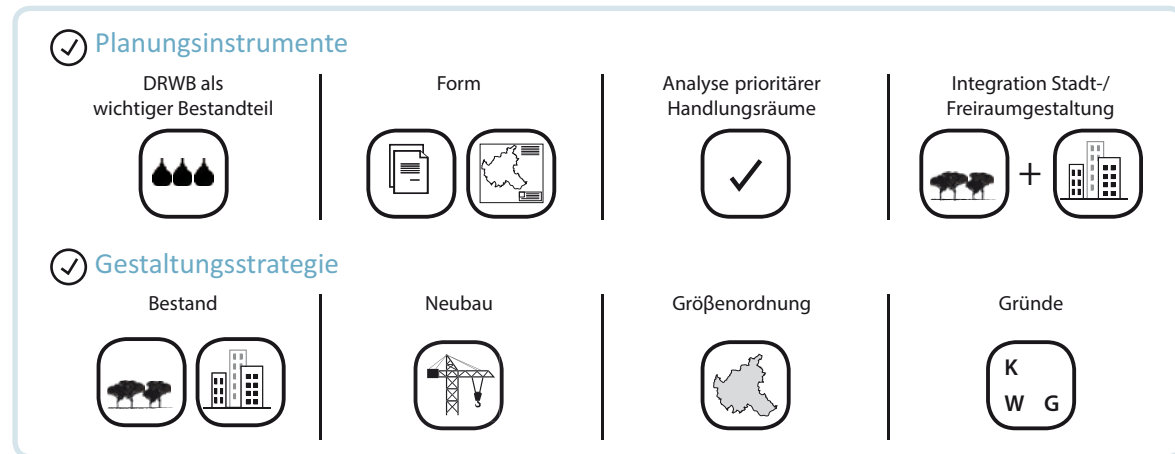 Planungsinstrumente
DRWB als
wichtiger Bestandteil
Form
Analyse prioritärer
Handlungsräume
Integration Stadt-/
Freiraumgestaltung
+
Gestaltungsstrategie
Bestand
Neubau
Größenordnung
Gründe
K
W G